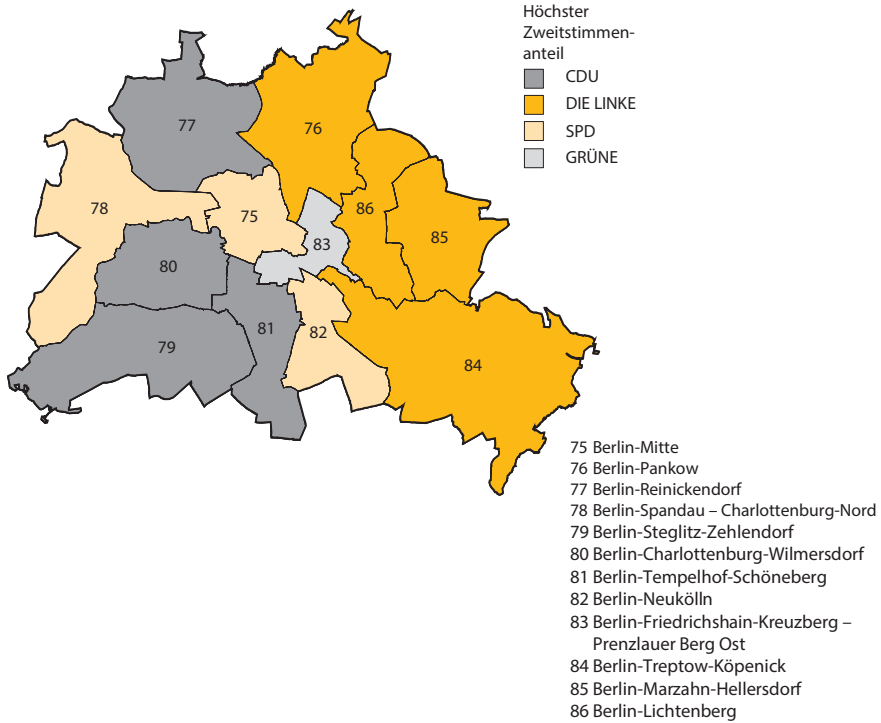 Höchster
Zweitstimmen-
anteil
CDU
DIE LINKE
SPD
GRÜNE
77
76
78
75
86
85
83
80
81
82
79
84
75 Berlin-Mitte
76 Berlin-Pankow
77 Berlin-Reinickendorf
78 Berlin-Spandau – Charlottenburg-Nord
79 Berlin-Steglitz-Zehlendorf
80 Berlin-Charlottenburg-Wilmersdorf
81 Berlin-Tempelhof-Schöneberg
82 Berlin-Neukölln
83 Berlin-Friedrichshain-Kreuzberg –
Prenzlauer Berg Ost
84 Berlin-Treptow-Köpenick
85 Berlin-Marzahn-Hellersdorf
86 Berlin-Lichtenberg